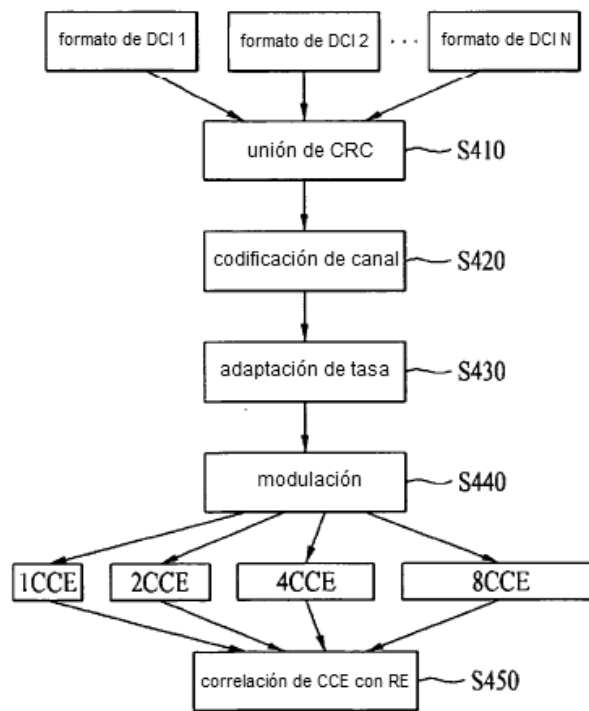 formato de DCI 1
formato de DCI 2
· · ·
formato de DCI N
unión de CRC
S410
codificación de canal
S420
adaptación de tasa
S430
modulación
S440
1CCE
2CCE
4CCE
8CCE
correlación de CCE con RE
S450